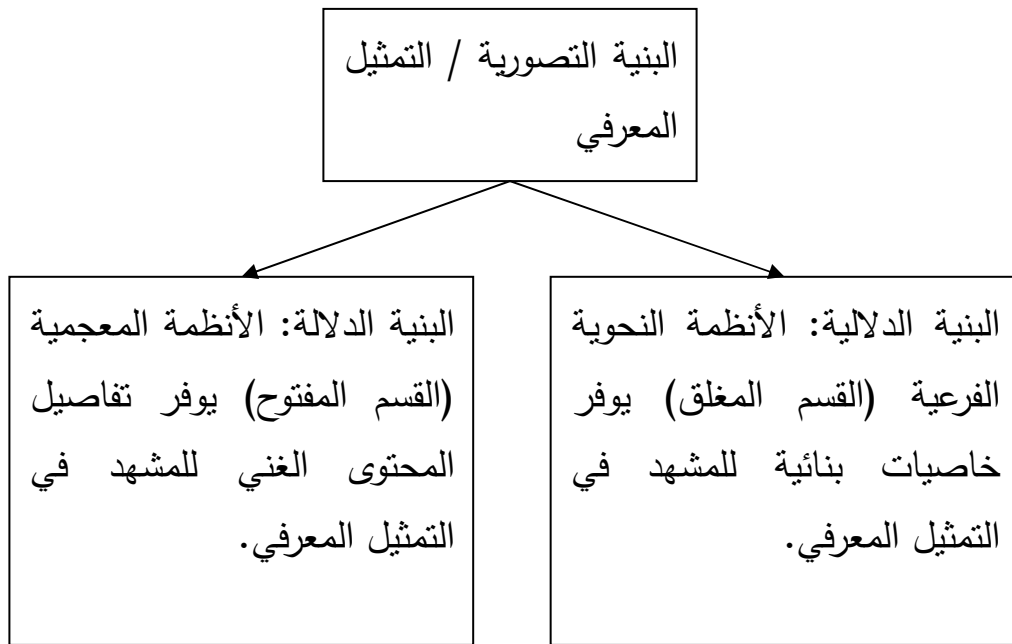 البنية التصورية / التمثيل
المعرفي
البنية الدلالية: الأنظمة النحوية
الفرعية (القسم المغلق) يوفر
خاصيات بنائية للمشهد في
التمثيل المعرفي.
البنية الدلالة: الأنظمة المعجمية
(القسم المفتوح) يوفر تفاصيل
المحتوى الغني للمشهد في
التمثيل المعرفي.